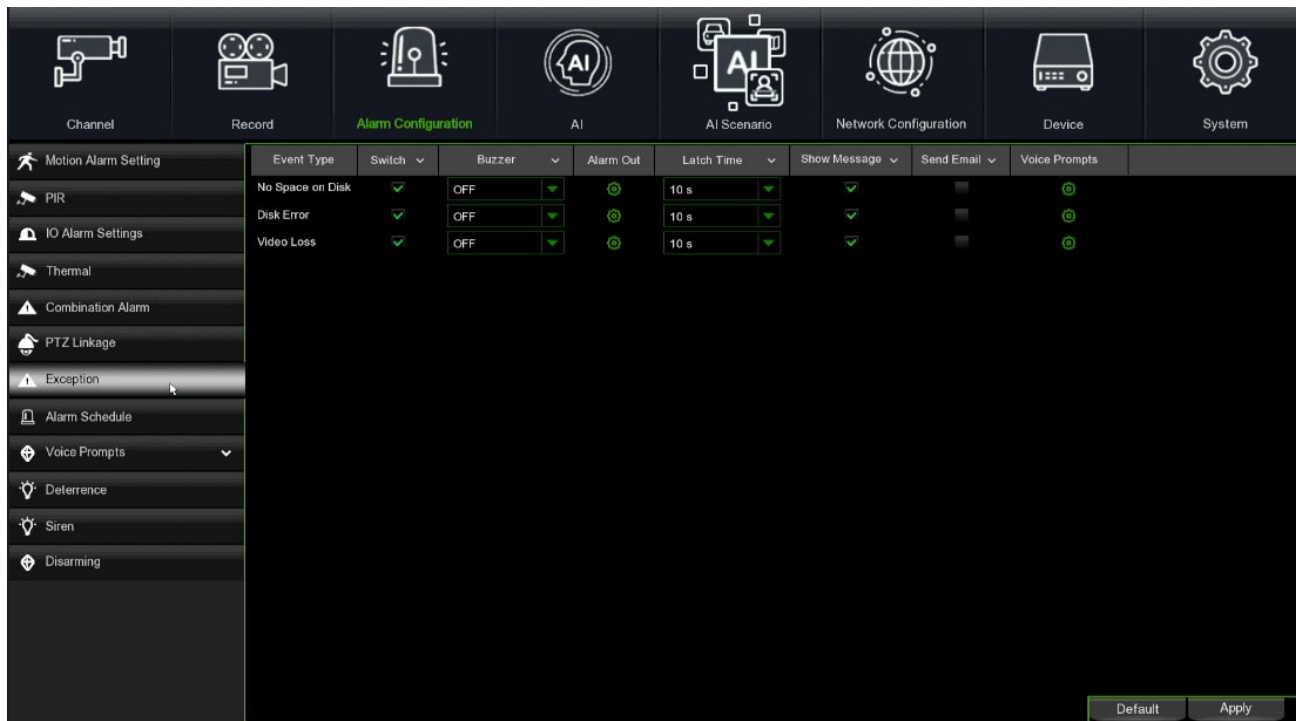 Channel Record Alarm Configuration AI AI Scenario Network Configuration Device System
Motion Alarm Setting
PIR
IO Alarm Settings
Thermal
Combination Alarm
PTZ Linkage
Exception
Alarm Schedule
Voice Prompts
Deterrence
Siren
Disarming
Event Type Switch Buzzer Alarm Out Latch Time Show Message Send Email Voice Prompts
No Space on Disk OFF 10 s
Disk Error OFF 10 s
Video Loss OFF 10 s
Default Apply